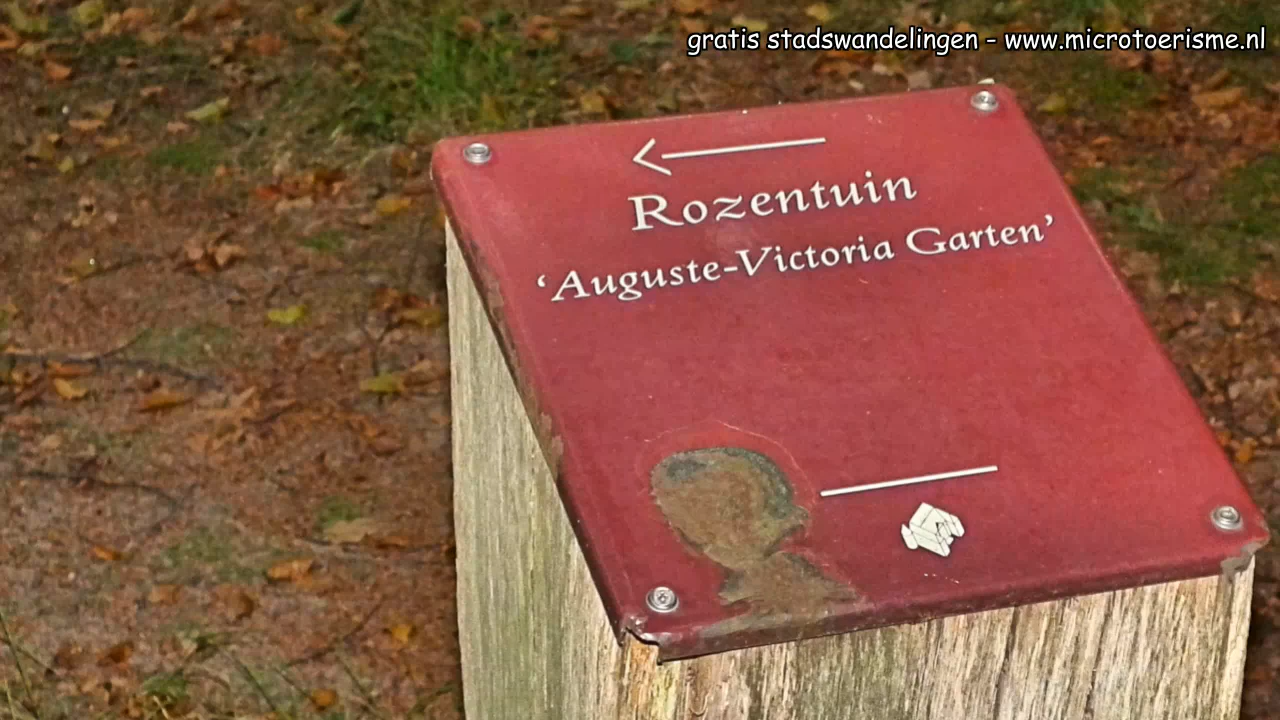 gratis stadswandelingen - www.microtoerisme.nl
Rozentuin
‘Auguste-Victoria Garten’